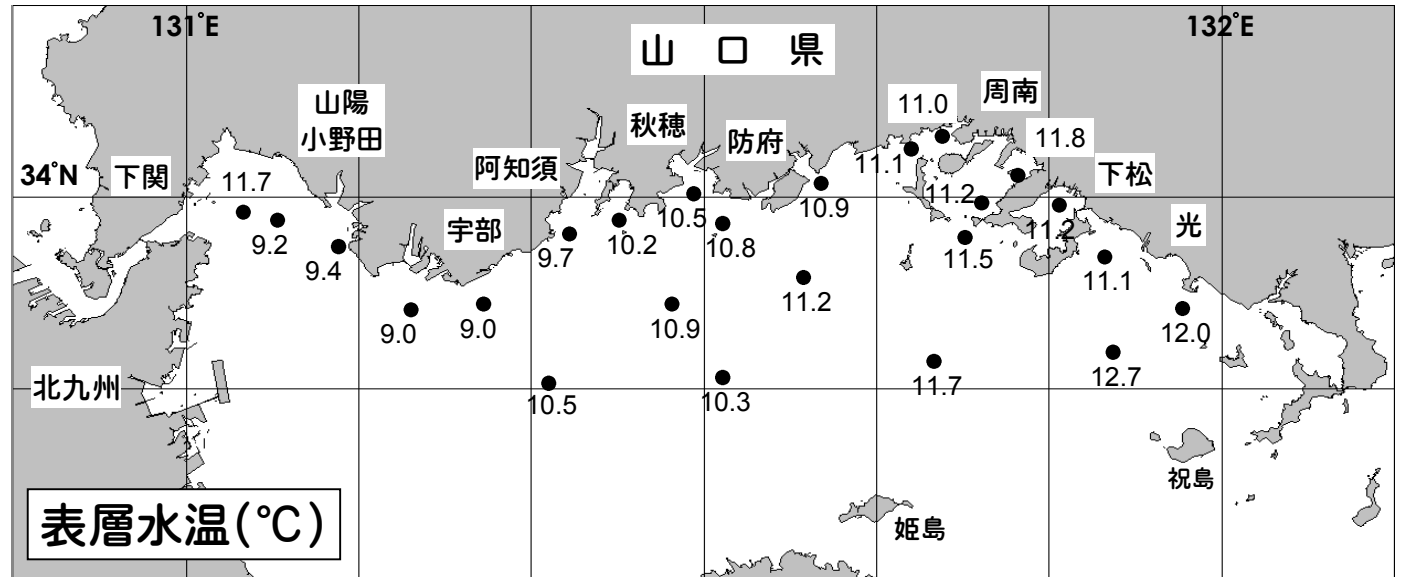 131°E
132°E
山 口 県
山陽
小野田
秋穂
防府
11.0
周南
11.8
11.1
下松
34°N
下関
阿知須
11.7
9.2
9.4
宇部
9.7
10.2
10.5
10.8
10.9
11.2
11.5
11.2
光
11.1
9.0
9.0
10.9
11.2
12.0
北九州
10.5
10.3
11.7
12.7
祝島
姫島
表層水温(℃)